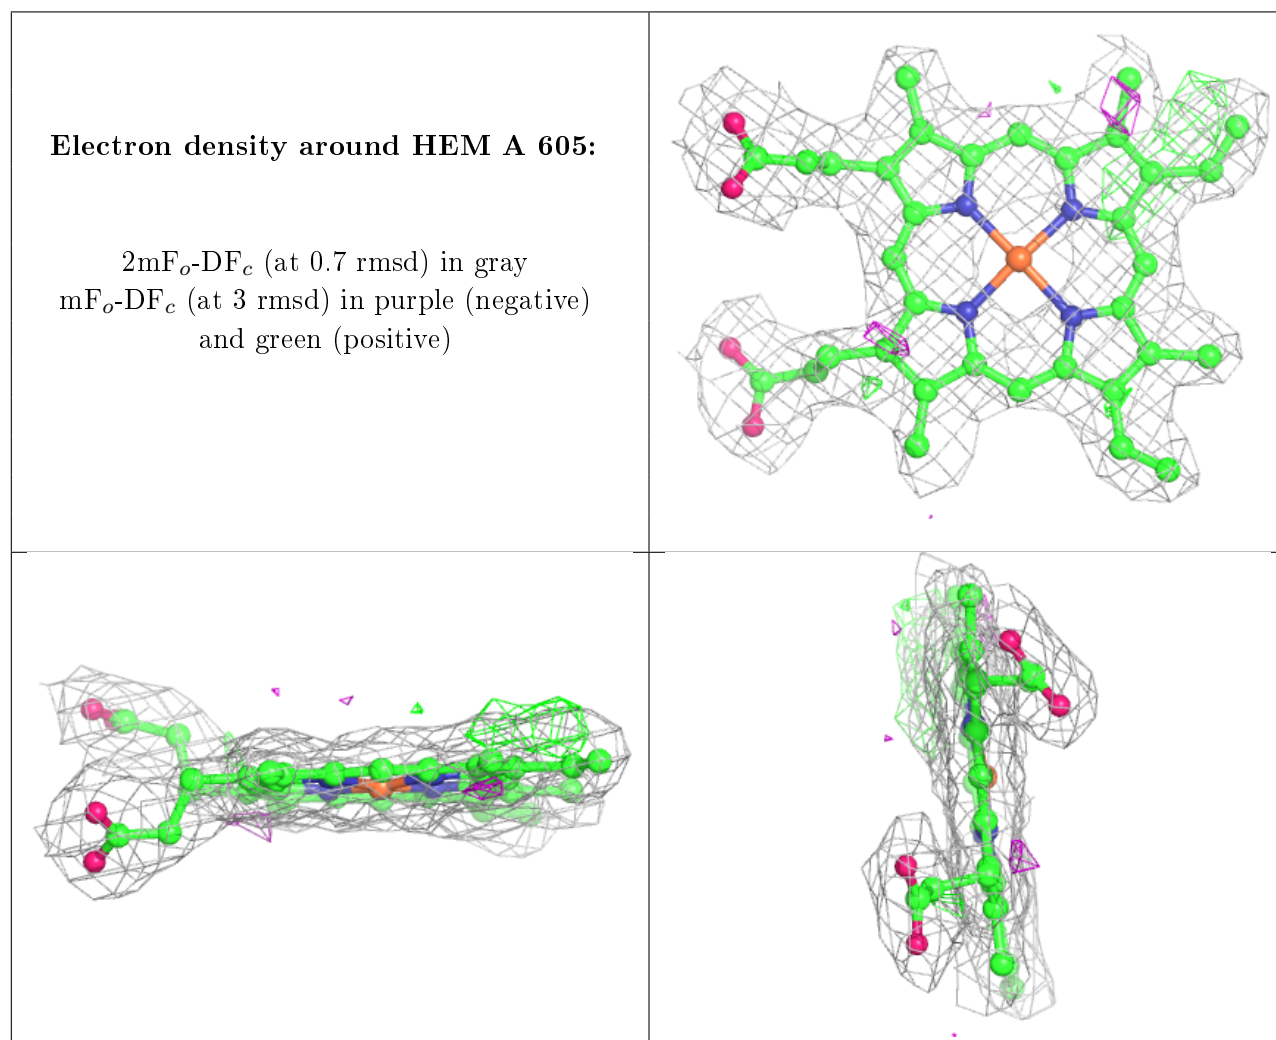 Electron density around HEM A 605:
2mFₒ-DF𝒸 (at 0.7 rmsd) in gray
mFₒ-DF𝒸 (at 3 rmsd) in purple (negative)
and green (positive)